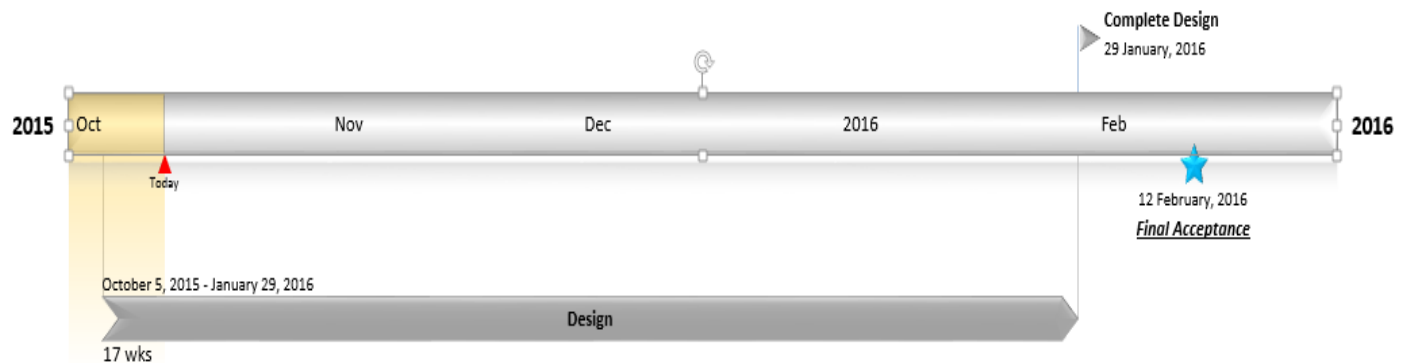 Complete Design
29 January, 2016
2015 Oct Nov Dec 2016 Feb 2016
Today
12 February, 2016
Final Acceptance
October 5, 2015 - January 29, 2016
Design
17 wks